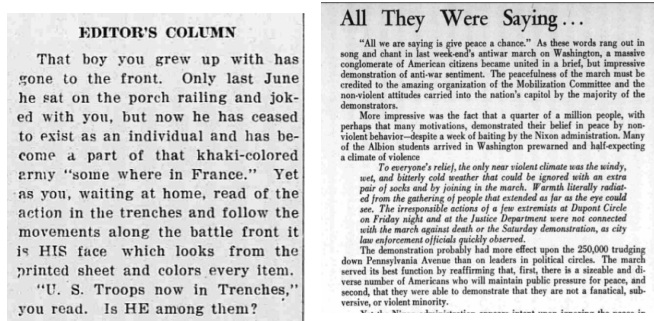 EDITOR'S COLUMN
That boy you grew up with has
gone to the front. Only last June
he sat on the porch railing and jok-
ed with you, but now he has ceased
to exist as an individual and has be-
come a part of that khaki-colored
army "some where in France." Yet
as you, waiting at home, read of the
action in the trenches and follow the
movements along the battle front it
is HIS face which looks from the
printed sheet and colors every item.
"U. S. Troops now in Trenches,"
you read. Is HE among them?
All They Were Saying...
"All we are saying is give peace a chance." As these words rang out in
song and chant in last week-end's antiwar march on Washington, a massive
conglomerate of American citizens became united in a brief, but impressive
demonstration of anti-war sentiment. The peacefulness of the march must be
credited to the amazing organization of the Mobilization Committee and the
non-violent attitudes carried into the nation's capitol by the majority of the
demonstrators.
More impressive was the fact that a quarter of a million people, with
perhaps that many motivations, demonstrated their belief in peace by non-
violent behavior—despite a week of baiting by the Nixon administration. Many
of the Albion students arrived in Washington prewarned and half-expecting
a climate of violence
To everyone's relief, the only near violent climate was the windy,
wet, and bitterly cold weather that could be ignored with an extra
pair of socks and by joining in the march. Warmth literally radiat-
ed from the gathering of people that extended as far as the eye could
see. The irresponsible actions of a few extremists at Dupont Circle
on Friday night and at the Justice Department were not connected
with the march against death or the Saturday demonstration, as city
law enforcement officials quickly observed.
The demonstration probably had more effect upon the 250,000 trudging
down Pennsylvania Avenue than on leaders in political circles. The march
served its best function by reaffirming that, first, there is a sizeable and di-
verse number of Americans who will maintain public pressure for peace, and
second, that they were able to demonstrate that they are not a fanatical, sub-
versive, or violent minority.